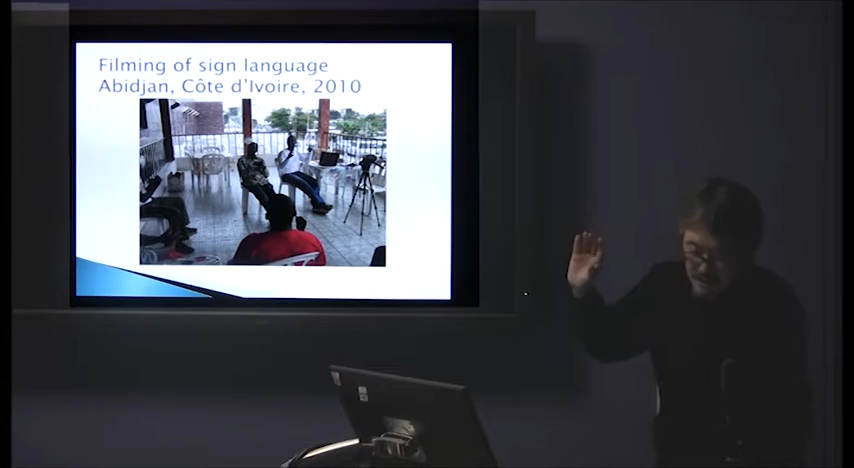 Filming of sign language
Abidjan, Côte d'Ivoire, 2010